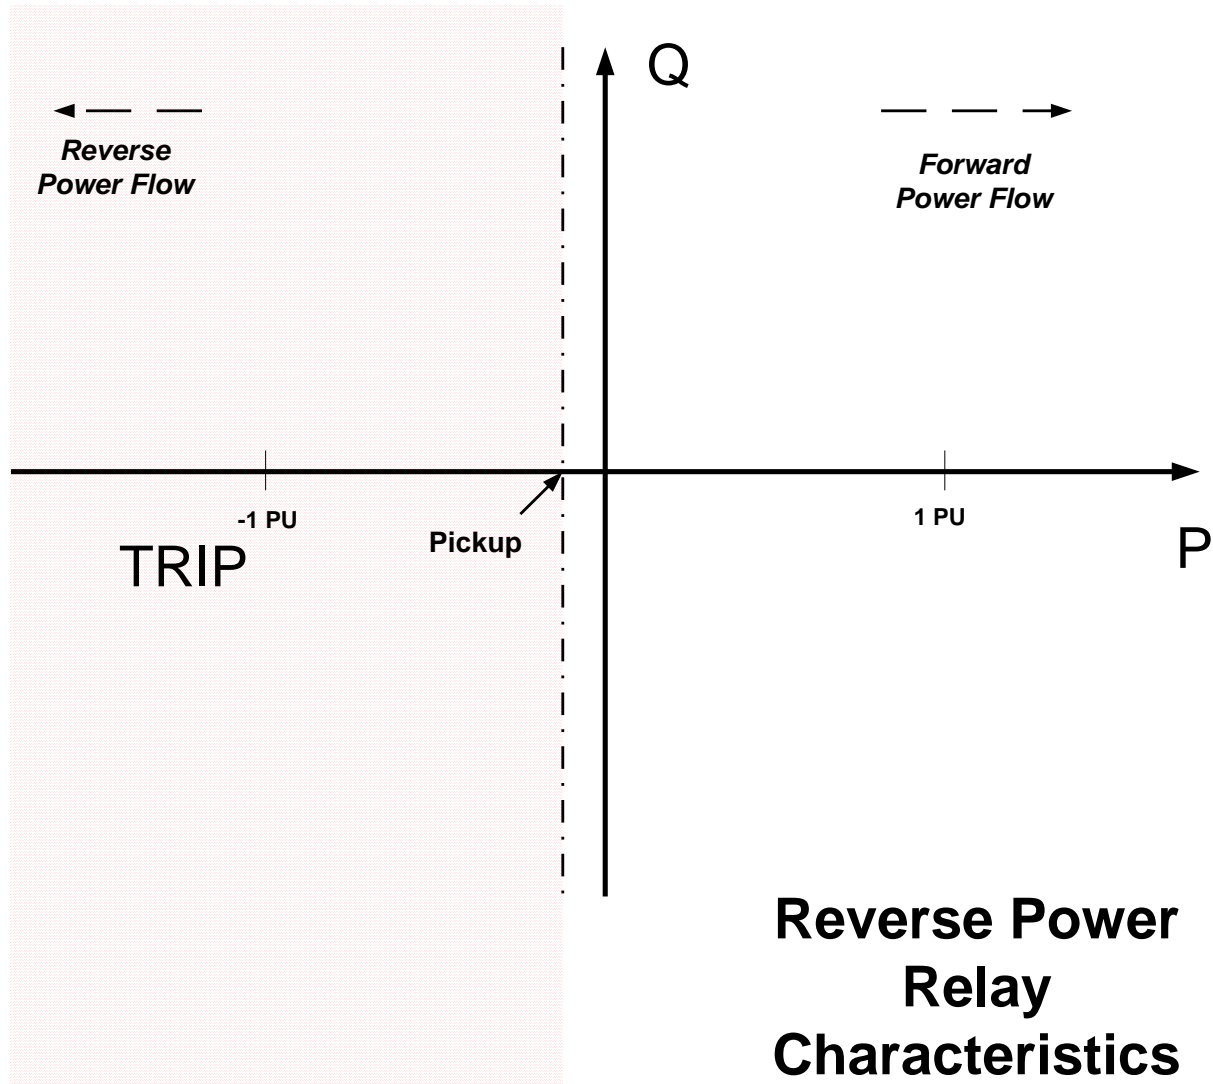 Q
Reverse
Power Flow
Forward
Power Flow
-1 PU
1 PU
Pickup
P
TRIP
Reverse Power
Relay
Characteristics